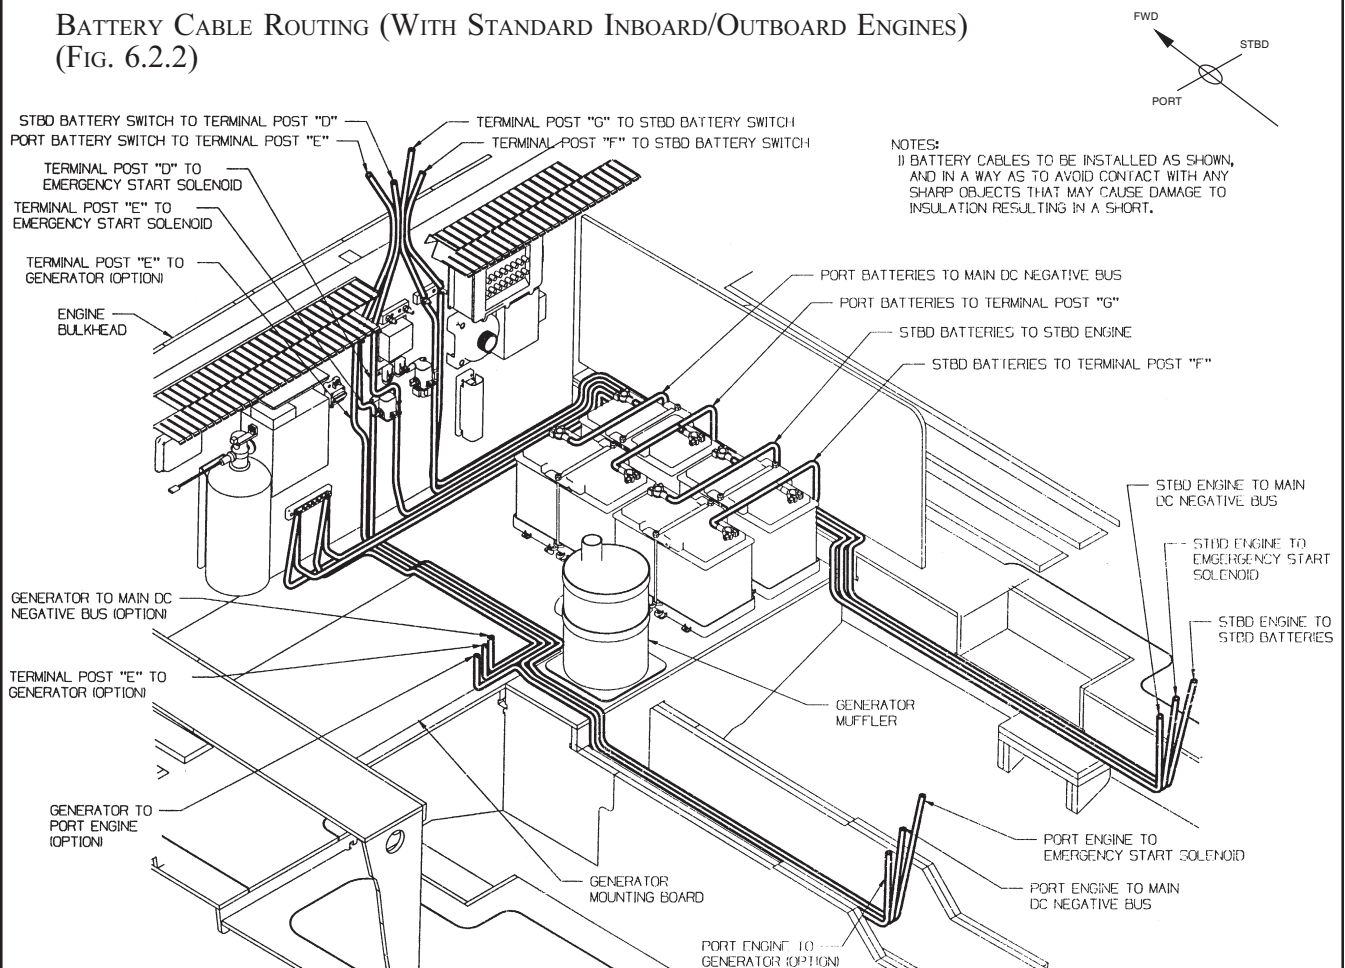 BATTERY CABLE ROUTING (WITH STANDARD INBOARD/OUTBOARD ENGINES)
(FIG. 6.2.2)
FWD
STBD
PORT
STBD BATTERY SWITCH TO TERMINAL POST "D"
PORT BATTERY SWITCH TO TERMINAL POST "E"
TERMINAL POST "D" TO
EMERGENCY START SOLENOID
TERMINAL POST "E" TO
EMERGENCY START SOLENOID
TERMINAL POST "E" TO
GENERATOR (OPTION)
ENGINE
BULKHEAD
TERMINAL POST "G" TO STBD BATTERY SWITCH
TERMINAL POST "F" TO STBD BATTERY SWITCH
NOTES:
1) BATTERY CABLES TO BE INSTALLED AS SHOWN,
AND IN A WAY AS TO AVOID CONTACT WITH ANY
SHARP OBJECTS THAT MAY CAUSE DAMAGE TO
INSULATION RESULTING IN A SHORT.
PORT BATTERIES TO MAIN DC NEGATIVE BUS
PORT BATTERIES TO TERMINAL POST "G"
STBD BATTERIES TO STBD ENGINE
STBD BATTERIES TO TERMINAL POST "F"
STBD ENGINE TO MAIN
DC NEGATIVE BUS
STBD ENGINE TO
EMGERGENCY START
SOLENOID
STBD ENGINE TO
STBD BATTERIES
GENERATOR TO MAIN DC
NEGATIVE BUS (OPTION)
TERMINAL POST "E" TO
GENERATOR (OPTION)
GENERATOR TO
PORT ENGINE
(OPTION)
GENERATOR
MUFFLER
GENERATOR
MOUNTING BOARD
PORT ENGINE TO
EMERGENCY START SOLENOID
PORT ENGINE TO MAIN
DC NEGATIVE BUS
PORT ENGINE TO
GENERATOR (OPTION)